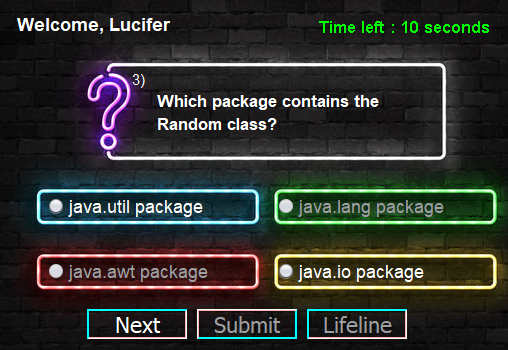 Welcome, Lucifer
Time left : 10 seconds
3)
Which package contains the
Random class?
java.util package
java.lang package
java.awt package
java.io package
Next
Submit
Lifeline